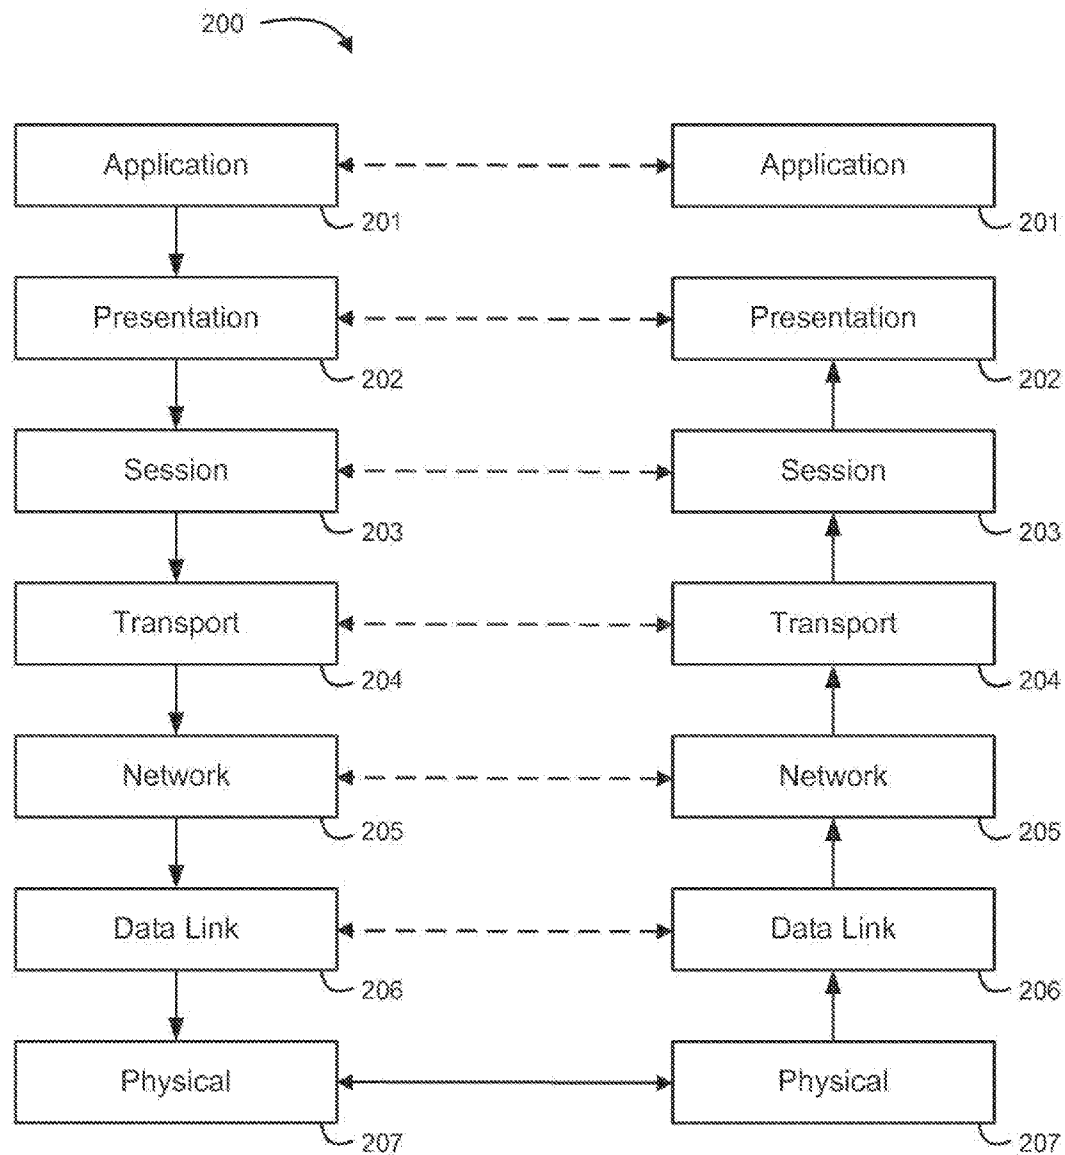 200
Application Application
201 201
Presentation Presentation
202 202
Session Session
203 203
Transport Transport
204 204
Network Network
205 205
Data Link Data Link
206 206
Physical Physical
207 207